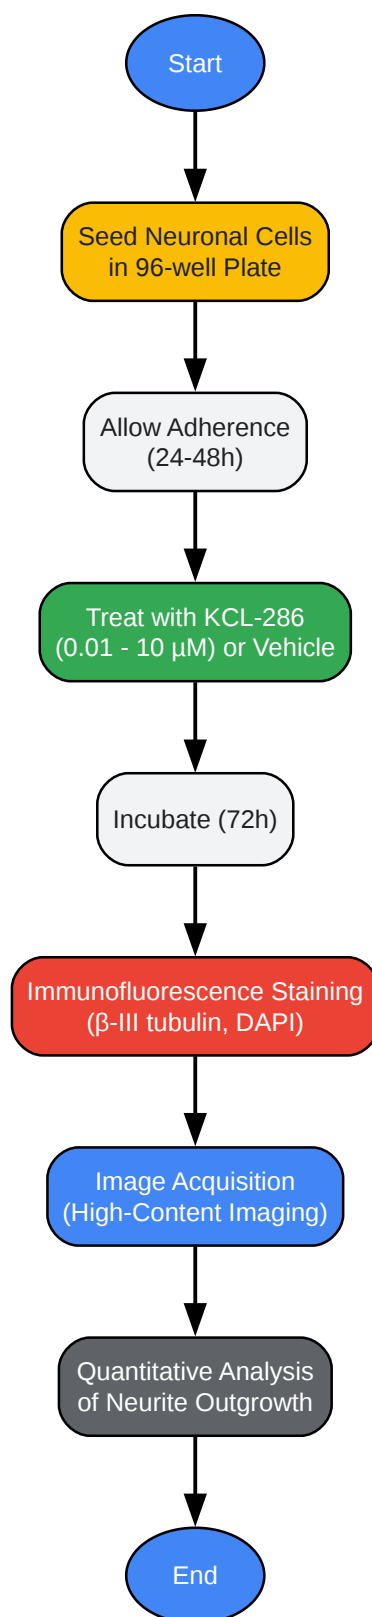 Start
Seed Neuronal Cells
in 96-well Plate
Allow Adherence
(24-48h)
Treat with KCL-286
(0.01 - 10 µM) or Vehicle
Incubate (72h)
Immunofluorescence Staining
(β-III tubulin, DAPI)
Image Acquisition
(High-Content Imaging)
Quantitative Analysis
of Neurite Outgrowth
End